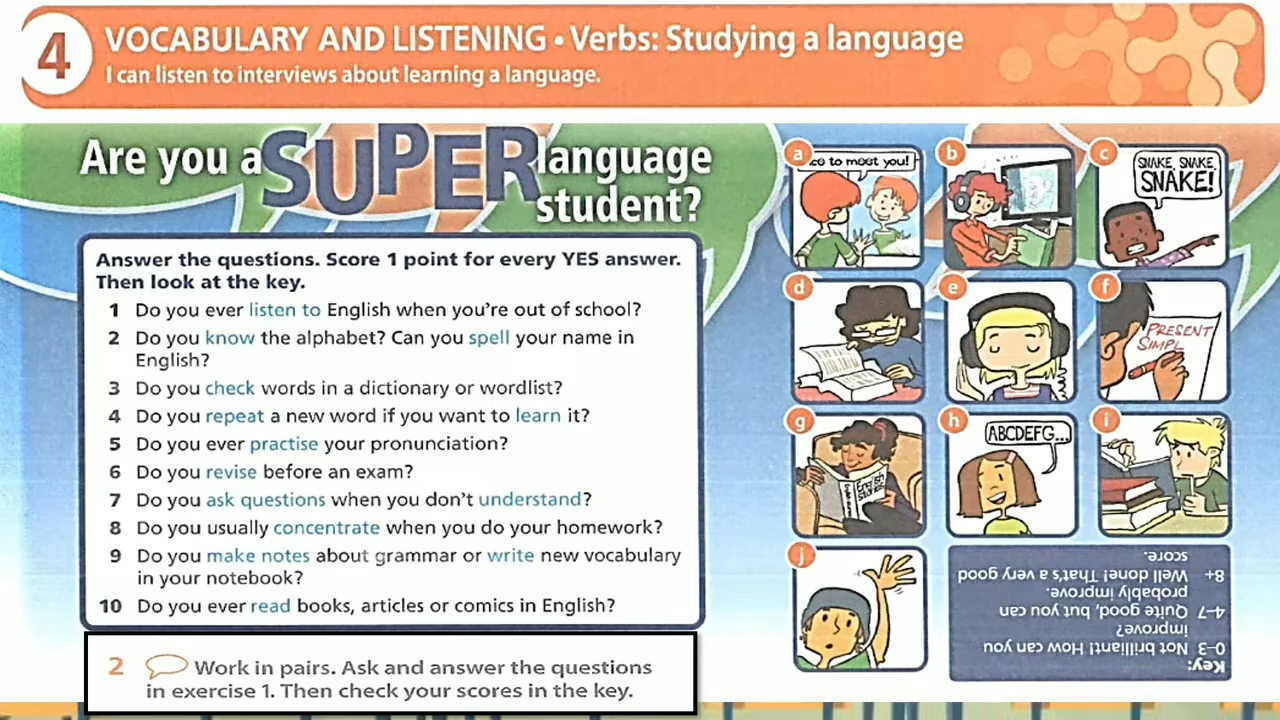 4
VOCABULARY AND LISTENING • Verbs: Studying a language
I can listen to interviews about learning a language.
Are you a SUPER language
student?
Answer the questions. Score 1 point for every YES answer.
Then look at the key.
1 Do you ever listen to English when you're out of school?
2 Do you know the alphabet? Can you spell your name in
English?
3 Do you check words in a dictionary or wordlist?
4 Do you repeat a new word if you want to learn it?
5 Do you ever practise your pronunciation?
6 Do you revise before an exam?
7 Do you ask questions when you don't understand?
8 Do you usually concentrate when you do your homework?
9 Do you make notes about grammar or write new vocabulary
in your notebook?
10 Do you ever read books, articles or comics in English?
2 Work in pairs. Ask and answer the questions
in exercise 1. Then check your scores in the key.
a
ce to meet you!
b
c
SNAKE, SNAKE,
SNAKE!
d
e
f
PRESENT
SIMPL
g
English
stories
h
ABCDEFG...
i
j
Key:
0–3 Not brilliant! How can you
improve?
4–7 Quite good, but you can
probably improve.
8+ Well done! That's a very good
score.